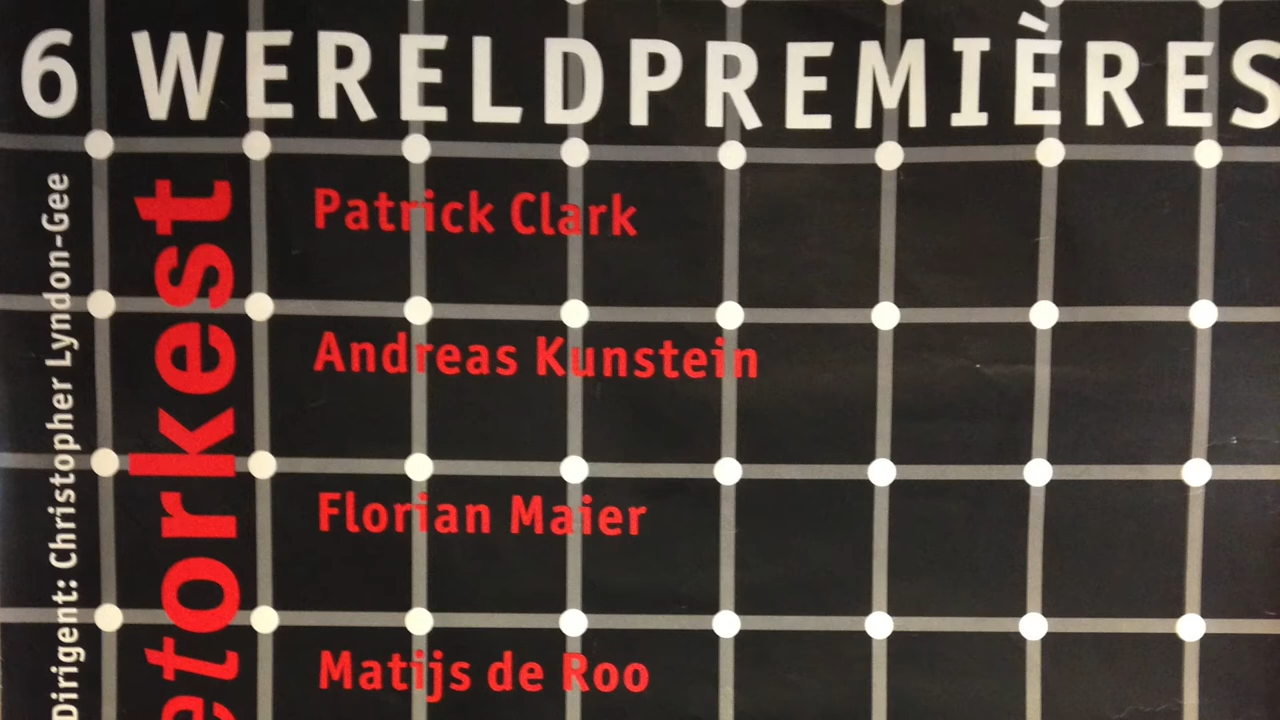 6 WERELDPREMIÈRES
Dirigent: Christopher Lyndon-Gee
etorkest
Patrick Clark
Andreas Kunstein
Florian Maier
Matijs de Roo